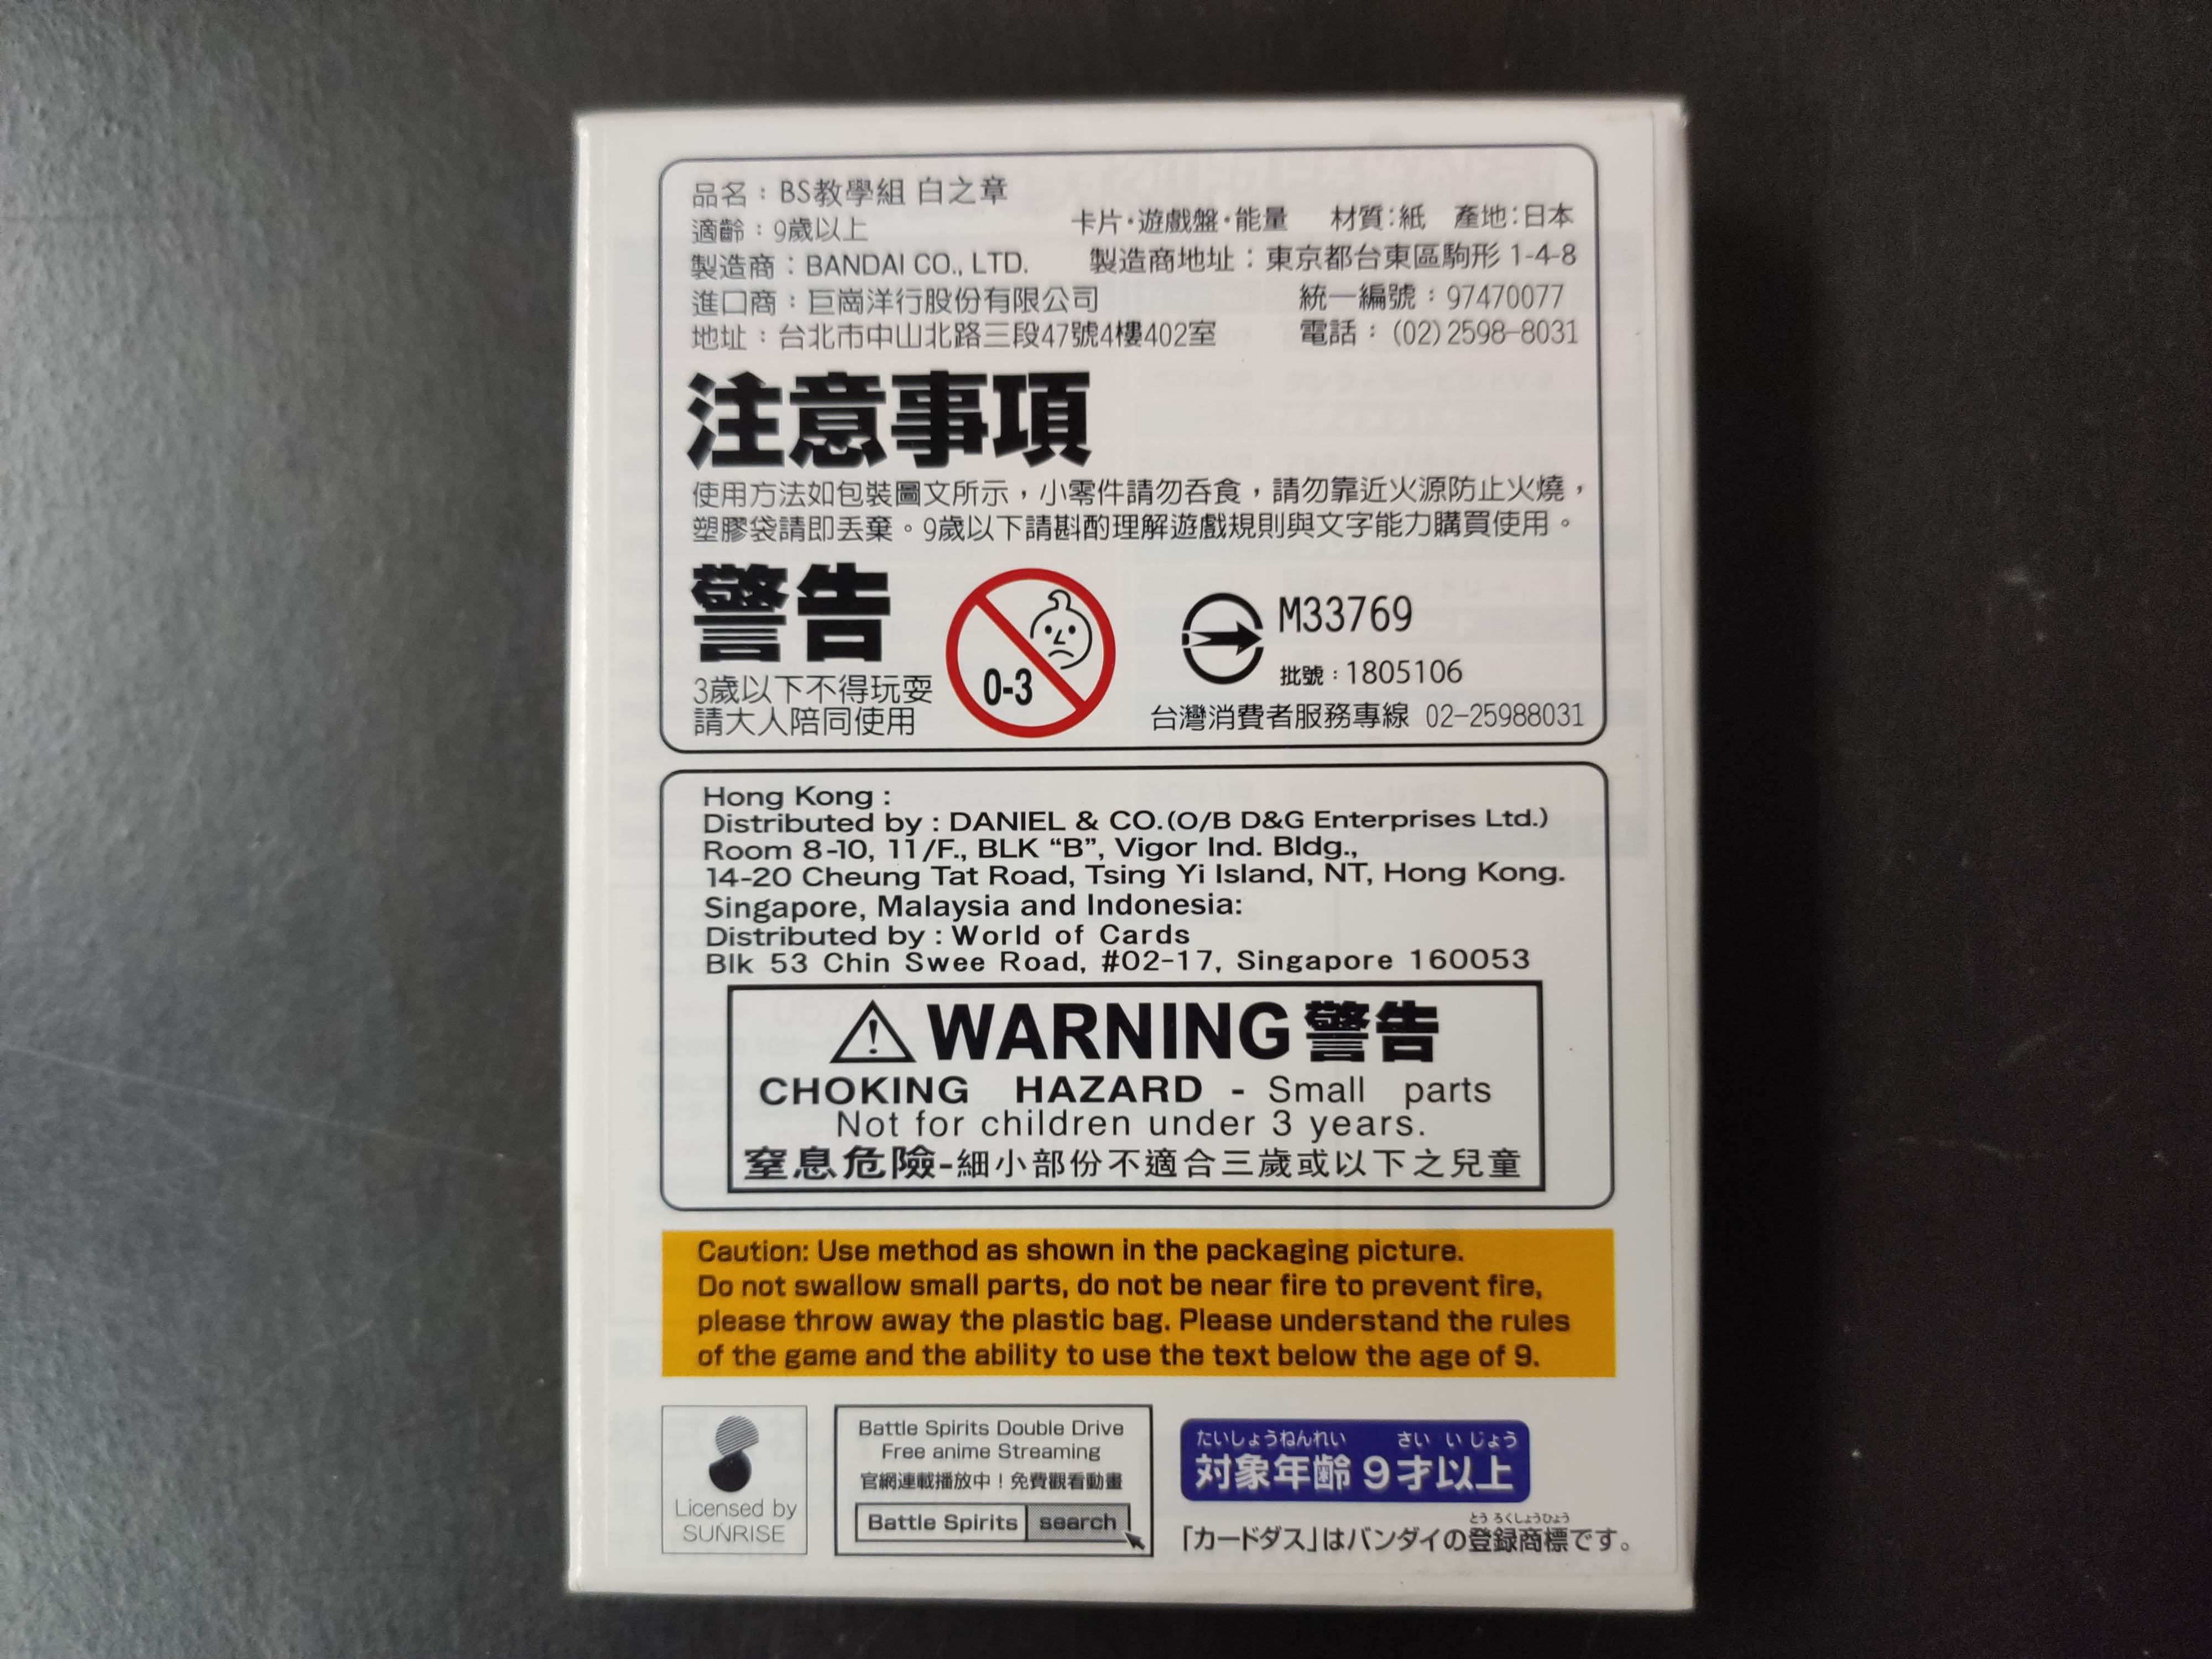 品名：BS教學組 白之章
適齡：9歲以上 卡片・遊戲盤・能量 材質：紙 產地：日本
製造商：BANDAI CO., LTD. 製造商地址：東京都台東區駒形 1-4-8
進口商：巨崗洋行股份有限公司 統一編號：97470077
地址：台北市中山北路三段47號4樓402室 電話：(02)2598-8031
注意事項
使用方法如包裝圖文所示，小零件請勿吞食，請勿靠近火源防止火燒，
塑膠袋請即丟棄。9歲以下請斟酌理解遊戲規則與文字能力購買使用。
警告
3歲以下不得玩耍
請大人陪同使用
0-3
M33769
批號：1805106
台灣消費者服務專線 02-25988031
Hong Kong :
Distributed by : DANIEL & CO.(O/B D&G Enterprises Ltd.)
Room 8-10, 11/F., BLK “B”, Vigor Ind. Bldg.,
14-20 Cheung Tat Road, Tsing Yi Island, NT, Hong Kong.
Singapore, Malaysia and Indonesia:
Distributed by : World of Cards
Blk 53 Chin Swee Road, #02-17, Singapore 160053
WARNING 警告
CHOKING HAZARD - Small parts
Not for children under 3 years.
窒息危險-細小部份不適合三歲或以下之兒童
Caution: Use method as shown in the packaging picture.
Do not swallow small parts, do not be near fire to prevent fire,
please throw away the plastic bag. Please understand the rules
of the game and the ability to use the text below the age of 9.
Licensed by
SUNRISE
Battle Spirits Double Drive
Free anime Streaming
官網連載播放中！免費觀看動畫
Battle Spirits search
たいしょうねんれい さい い じょう
対象年齢 9才以上
とう ろくしょうひょう
「カードダス」はバンダイの登録商標です。